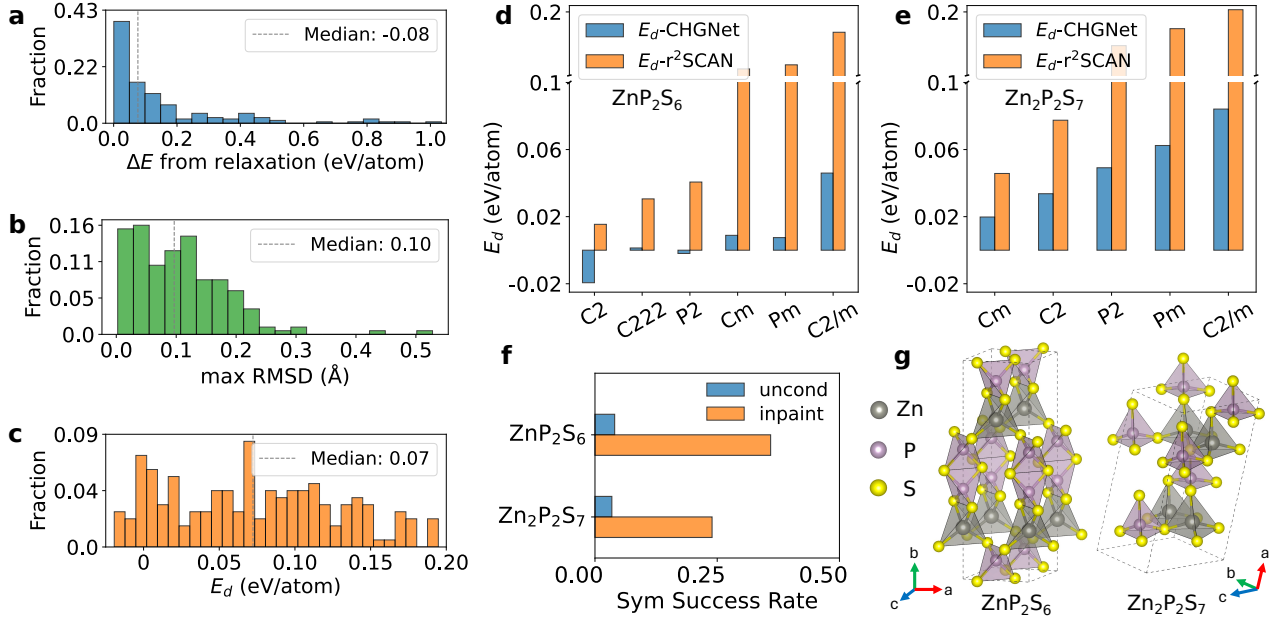 a
0.43
0.22
0.0
Fraction
Median: -0.08
0.0 0.2 0.4 0.6 0.8 1.0
ΔE from relaxation (eV/atom)
b
0.16
0.11
0.05
0.0
Fraction
Median: 0.10
0.0 0.1 0.2 0.3 0.4 0.5
max RMSD (Å)
c
0.09
0.04
0.0
Fraction
Median: 0.07
0 0.05 0.10 0.15 0.20
E_d (eV/atom)
d
0.2
0.1
0.06
0.02
-0.02
E_d (eV/atom)
E_d-CHGNet
E_d-r²SCAN
ZnP₂S₆
C2 C222 P2 Cm Pm C2/m
e
0.2
0.1
0.06
0.02
-0.02
E_d (eV/atom)
E_d-CHGNet
E_d-r²SCAN
Zn₂P₂S₇
Cm C2 P2 Pm C2/m
f
uncond
inpaint
ZnP₂S₆
Zn₂P₂S₇
0.00 0.25 0.50
Sym Success Rate
g
Zn
P
S
b
a
c
ZnP₂S₆
a
b
c
Zn₂P₂S₇